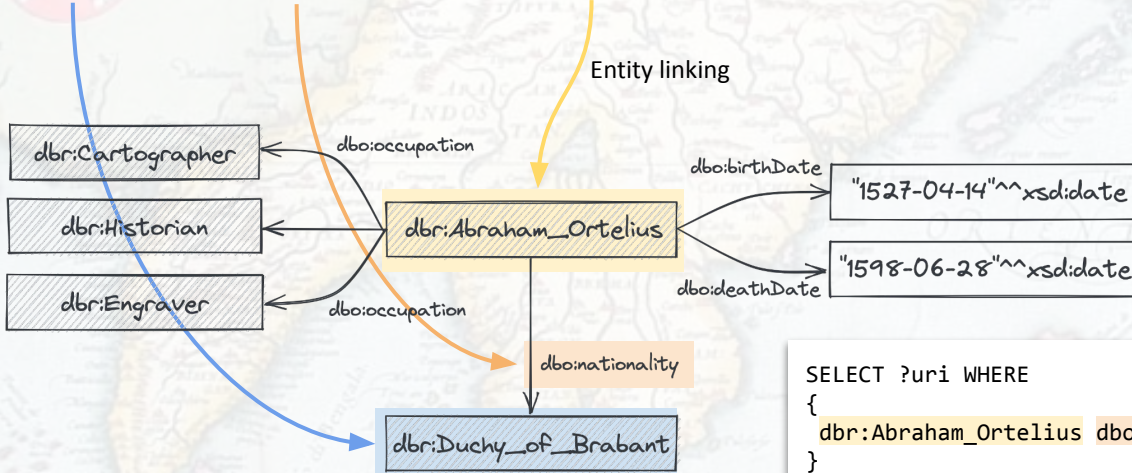 Entity linking
dbr:Cartographer
dbo:occupation
dbo:birthDate
"1527-04-14"^^xsd:date
dbr:Historian
dbr:Abraham_Ortelius
"1598-06-28"^^xsd:date
dbo:deathDate
dbr:Engraver
dbo:occupation
dbo:nationality
dbr:Duchy_of_Brabant
SELECT ?uri WHERE
{
dbr:Abraham_Ortelius dbo
}